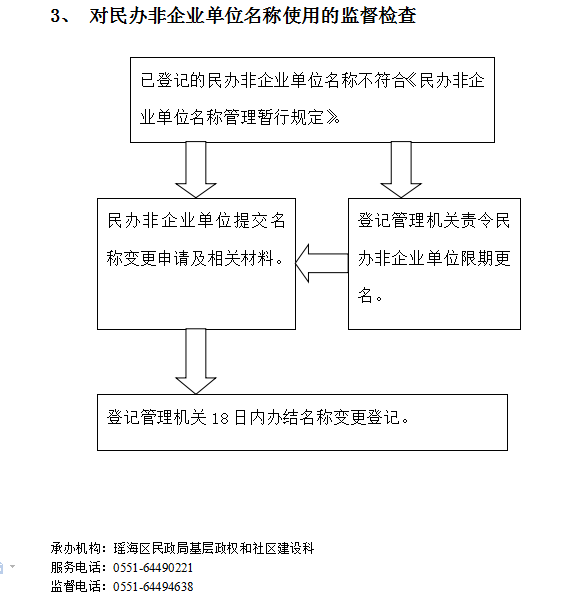 3、 对民办非企业单位名称使用的监督检查
已登记的民办非企业单位名称不符合《民办非企
业单位名称管理暂行规定》。
民办非企业单位提交名
称变更申请及相关材料。
登记管理机关责令民
办非企业单位限期更
名。
登记管理机关 18 日内办结名称变更登记。
承办机构：瑶海区民政局基层政权和社区建设科
服务电话：0551-64490221
监督电话：0551-64494638